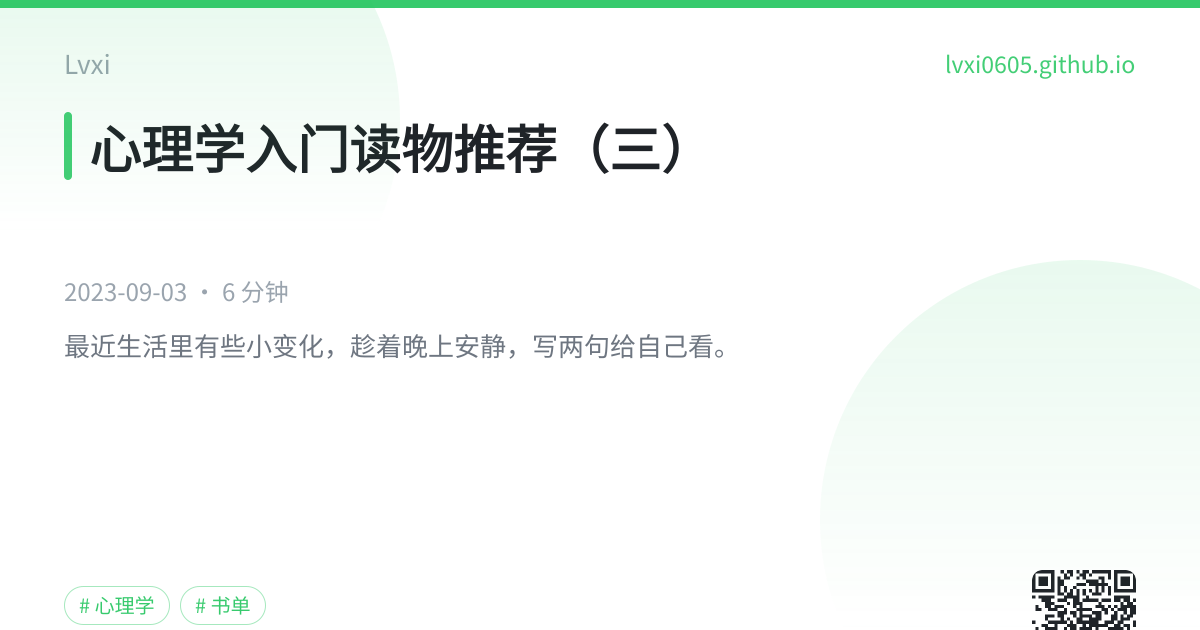 Lvxi
lvxi0605.github.io
心理学入门读物推荐（三）
2023-09-03 · 6 分钟
最近生活里有些小变化，趁着晚上安静，写两句给自己看。
# 心理学
# 书单